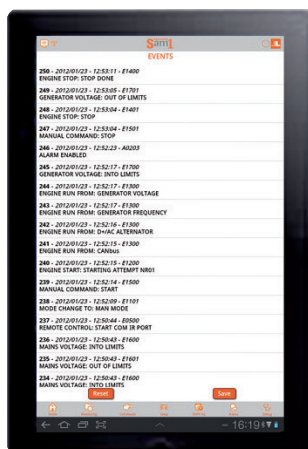 Sam1
EVENTS
250 - 2012/01/23 - 12:53:11 - E1400
ENGINE STOP: STOP DONE
249 - 2012/01/23 - 12:53:05 - E1701
GENERATOR VOLTAGE: OUT OF LIMITS
248 - 2012/01/23 - 12:53:04 - E1401
ENGINE STOP: STOP
247 - 2012/01/23 - 12:53:04 - E1501
MANUAL COMMAND: STOP
246 - 2012/01/23 - 12:52:23 - A0203
ALARM ENABLED
245 - 2012/01/23 - 12:52:17 - E1700
GENERATOR VOLTAGE: INTO LIMITS
244 - 2012/01/23 - 12:52:17 - E1300
ENGINE RUN FROM: GENERATOR VOLTAGE
243 - 2012/01/23 - 12:52:17 - E1300
ENGINE RUN FROM: GENERATOR FREQUENCY
242 - 2012/01/23 - 12:52:16 - E1300
ENGINE RUN FROM: D+/AC ALTERNATOR
241 - 2012/01/23 - 12:52:15 - E1300
ENGINE RUN FROM: CANbus
240 - 2012/01/23 - 12:52:15 - E1200
ENGINE START: STARTING ATTEMPT NR01
239 - 2012/01/23 - 12:52:14 - E1500
MANUAL COMMAND: START
238 - 2012/01/23 - 12:52:09 - E1101
MODE CHANGE TO: MAN MODE
237 - 2012/01/23 - 12:50:44 - E0500
REMOTE CONTROL: START COM IR PORT
236 - 2012/01/23 - 12:50:43 - E1600
MAINS VOLTAGE: INTO LIMITS
235 - 2012/01/23 - 12:50:43 - E1601
MAINS VOLTAGE: OUT OF LIMITS
234 - 2012/01/23 - 12:50:43 - E1600
MAINS VOLTAGE: INTO LIMITS
Reset Save
16:19